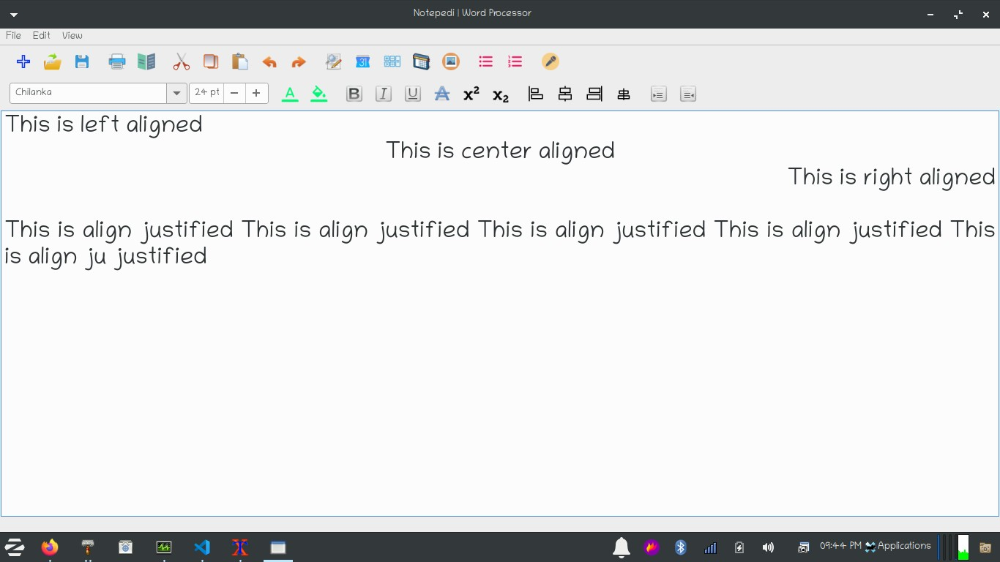 Notepedi | Word Processor
File Edit View
31
Chilanka 24 pt A B I U A x² x₂
This is left aligned
This is center aligned
This is right aligned
This is align justified This is align justified This is align justified This is align justified This
is align ju justified
09:44 PM Applications